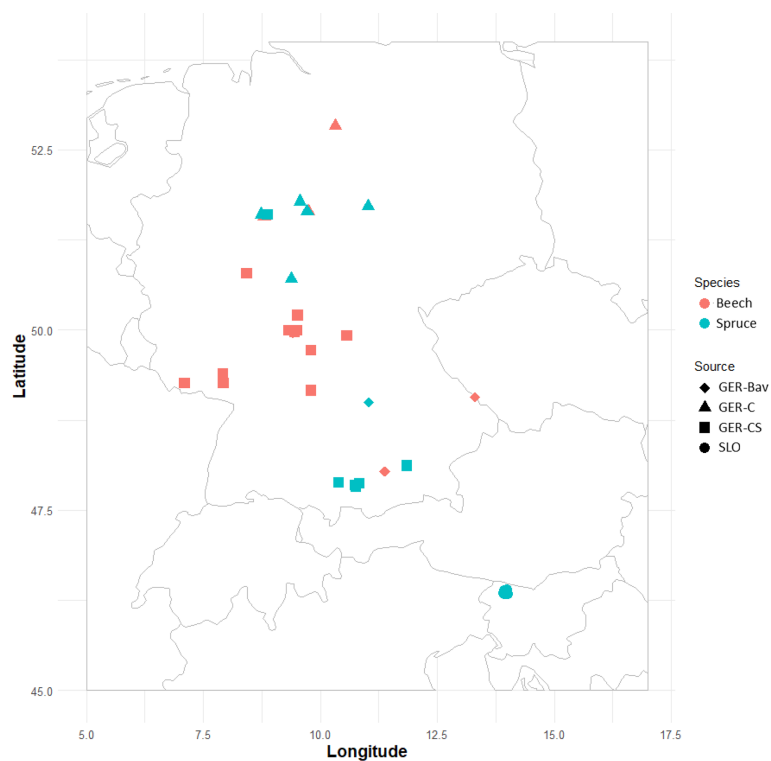 52.5
50.0
47.5
45.0
Latitude
5.0 7.5 10.0 12.5 15.0 17.5
Longitude
Species
Beech
Spruce
Source
GER-Bav
GER-C
GER-CS
SLO